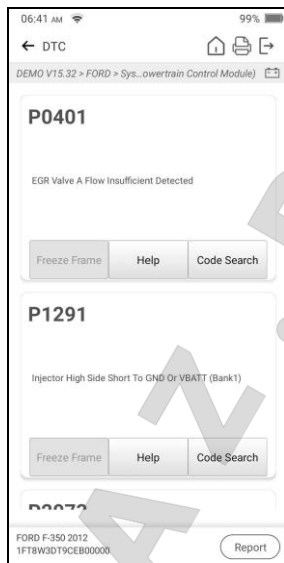 06:41 AM 99%
← DTC
DEMO V15.32 > FORD > Sys...owertrain Control Module)
P0401
EGR Valve A Flow Insufficient Detected
Freeze Frame Help Code Search
P1291
Injector High Side Short To GND Or VBATT (Bank1)
Freeze Frame Help Code Search
FORD F-350 2012
1FT8W3DT9CEB00000
Report